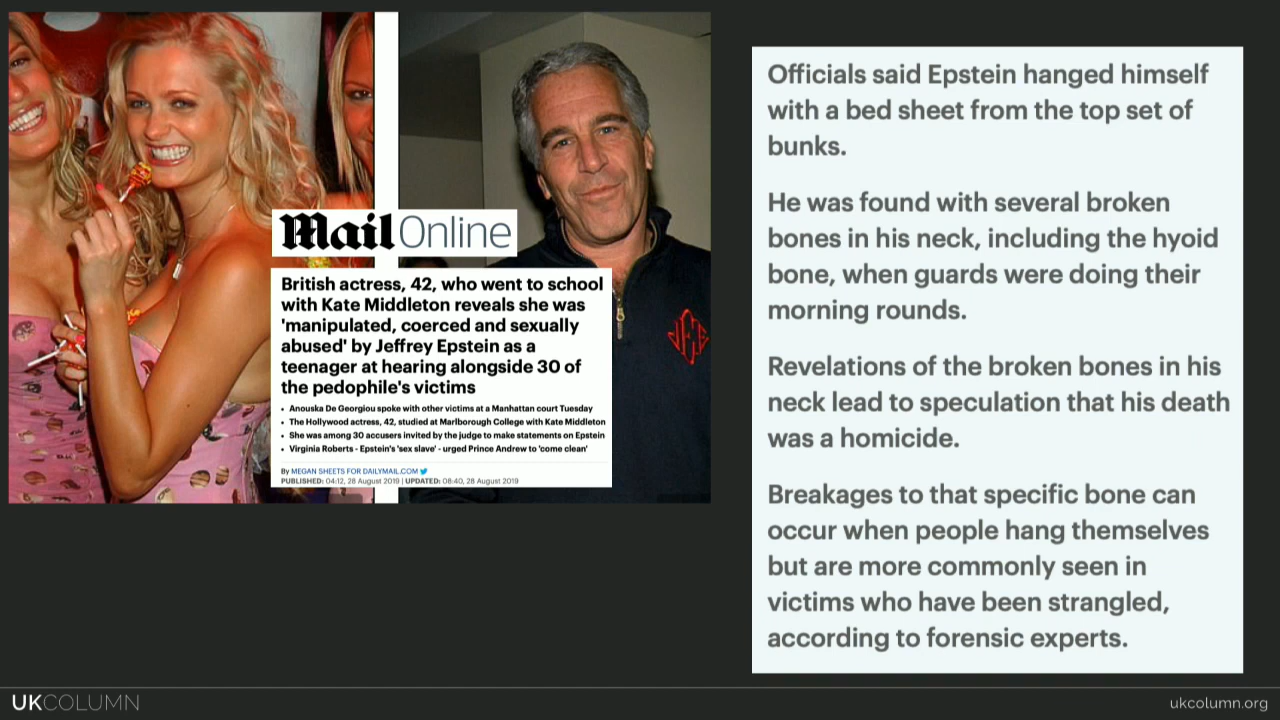 Mail Online
British actress, 42, who went to school
with Kate Middleton reveals she was
'manipulated, coerced and sexually
abused' by Jeffrey Epstein as a
teenager at hearing alongside 30 of
the pedophile's victims
• Anouska De Georgiou spoke with other victims at a Manhattan court Tuesday
• The Hollywood actress, 42, studied at Marlborough College with Kate Middleton
• She was among 30 accusers invited by the judge to make statements on Epstein
• Virginia Roberts - Epstein's 'sex slave' - urged Prince Andrew to 'come clean'
By MEGAN SHEETS FOR DAILYMAIL.COM
PUBLISHED: 04:12, 28 August 2019 | UPDATED: 08:40, 28 August 2019
Officials said Epstein hanged himself
with a bed sheet from the top set of
bunks.
He was found with several broken
bones in his neck, including the hyoid
bone, when guards were doing their
morning rounds.
Revelations of the broken bones in his
neck lead to speculation that his death
was a homicide.
Breakages to that specific bone can
occur when people hang themselves
but are more commonly seen in
victims who have been strangled,
according to forensic experts.
UKCOLUMN
ukcolumn.org